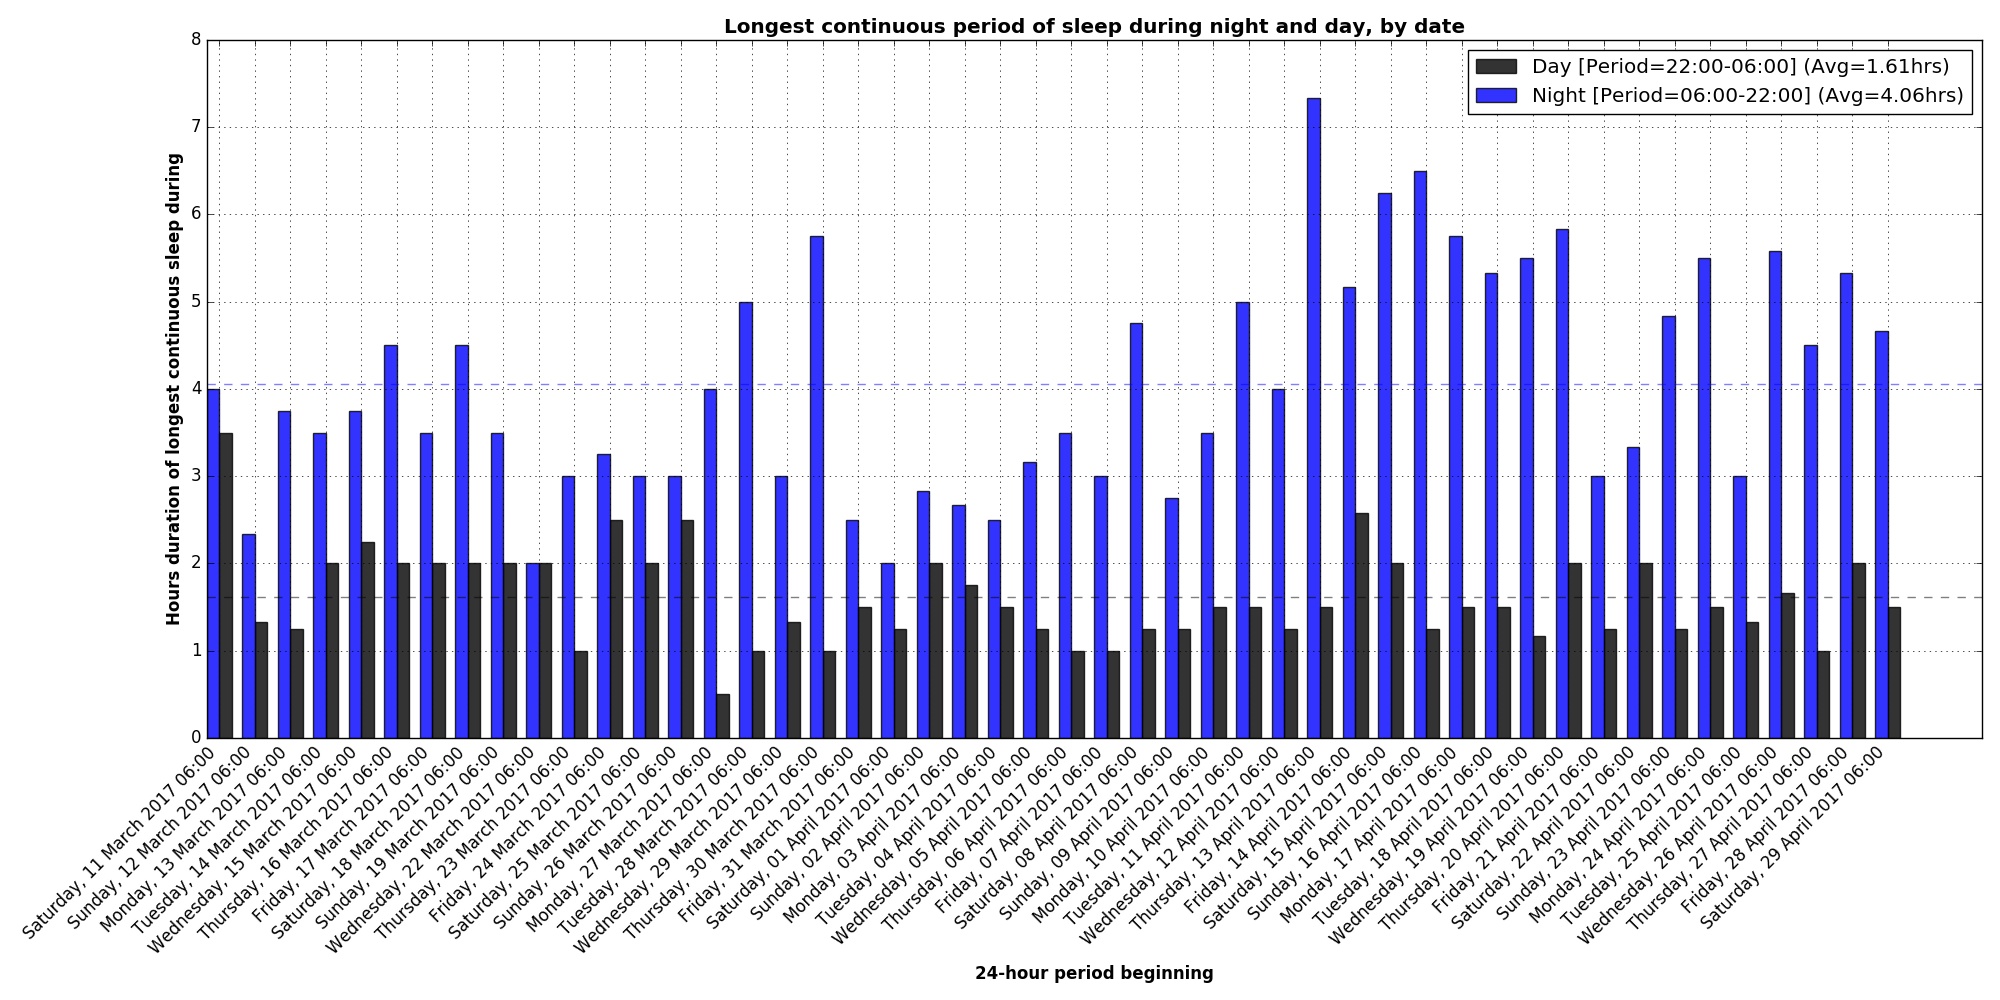 Longest continuous period of sleep during night and day, by date
Day [Period=22:00-06:00] (Avg=1.61hrs)
Night [Period=06:00-22:00] (Avg=4.06hrs)
Hours duration of longest continuous sleep during
8
7
6
5
4
3
2
1
0
Saturday, 11 March 2017 06:00
Sunday, 12 March 2017 06:00
Monday, 13 March 2017 06:00
Tuesday, 14 March 2017 06:00
Wednesday, 15 March 2017 06:00
Thursday, 16 March 2017 06:00
Friday, 17 March 2017 06:00
Saturday, 18 March 2017 06:00
Sunday, 19 March 2017 06:00
Wednesday, 22 March 2017 06:00
Thursday, 23 March 2017 06:00
Friday, 24 March 2017 06:00
Saturday, 25 March 2017 06:00
Sunday, 26 March 2017 06:00
Monday, 27 March 2017 06:00
Tuesday, 28 March 2017 06:00
Wednesday, 29 March 2017 06:00
Thursday, 30 March 2017 06:00
Friday, 31 March 2017 06:00
Saturday, 01 April 2017 06:00
Sunday, 02 April 2017 06:00
Monday, 03 April 2017 06:00
Tuesday, 04 April 2017 06:00
Wednesday, 05 April 2017 06:00
Thursday, 06 April 2017 06:00
Friday, 07 April 2017 06:00
Saturday, 08 April 2017 06:00
Sunday, 09 April 2017 06:00
Monday, 10 April 2017 06:00
Tuesday, 11 April 2017 06:00
Wednesday, 12 April 2017 06:00
Thursday, 13 April 2017 06:00
Friday, 14 April 2017 06:00
Saturday, 15 April 2017 06:00
Sunday, 16 April 2017 06:00
Monday, 17 April 2017 06:00
Tuesday, 18 April 2017 06:00
Wednesday, 19 April 2017 06:00
Thursday, 20 April 2017 06:00
Friday, 21 April 2017 06:00
Saturday, 22 April 2017 06:00
Sunday, 23 April 2017 06:00
Monday, 24 April 2017 06:00
Tuesday, 25 April 2017 06:00
Wednesday, 26 April 2017 06:00
Thursday, 27 April 2017 06:00
Friday, 28 April 2017 06:00
Saturday, 29 April 2017 06:00
24-hour period beginning